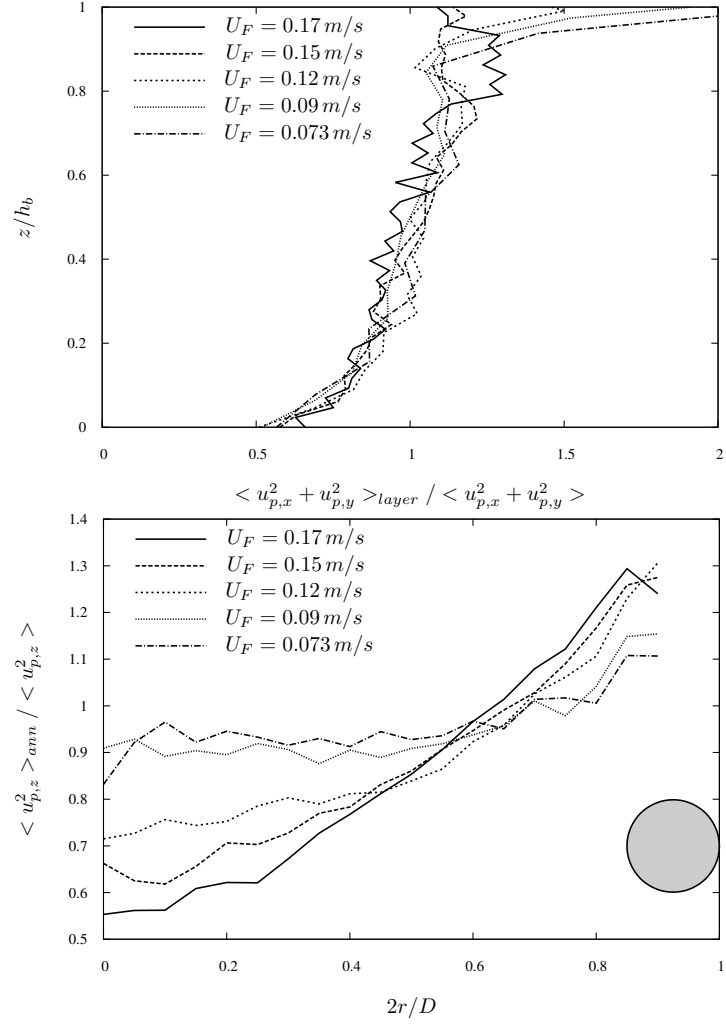 1
0.8
0.6
0.4
0.2
0
z/h_b
U_F = 0.17 m/s
U_F = 0.15 m/s
U_F = 0.12 m/s
U_F = 0.09 m/s
U_F = 0.073 m/s
0 0.5 1 1.5 2
< u_{p,x}^2 + u_{p,y}^2 >_{layer} / < u_{p,x}^2 + u_{p,y}^2 >
1.4
1.3
1.2
1.1
1
0.9
0.8
0.7
0.6
0.5
< u_{p,z}^2 >_{ann} / < u_{p,z}^2 >
U_F = 0.17 m/s
U_F = 0.15 m/s
U_F = 0.12 m/s
U_F = 0.09 m/s
U_F = 0.073 m/s
0 0.2 0.4 0.6 0.8 1
2r/D